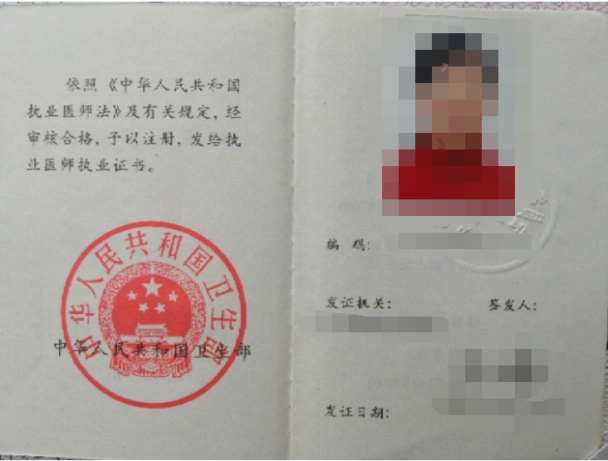 依照《中华人民共和国
执业医师法》及有关规定，经
审核合格，予以注册，发给执
业医师执业证书。
中华人民共和国卫生部
中华人民共和国卫生部
编 码：
发证机关：
签发人：
发证日期：